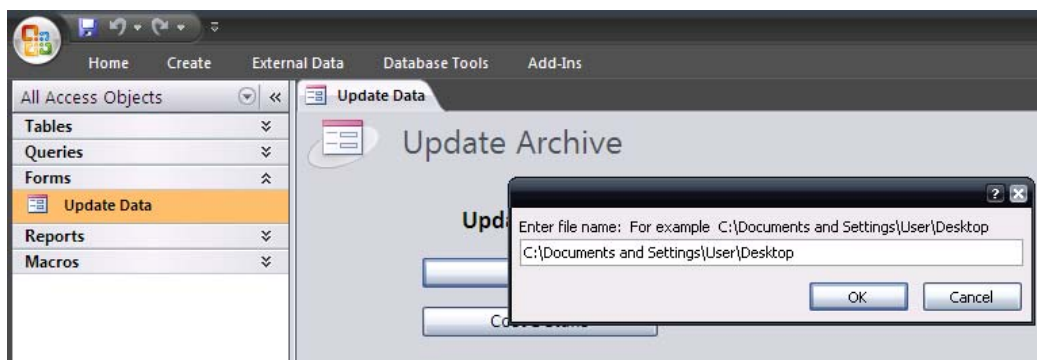 Home Create External Data Database Tools Add-Ins
All Access Objects
Update Data
Tables
Queries
Forms
Update Data
Reports
Macros
Update Archive
Enter file name: For example C:\Documents and Settings\User\Desktop
C:\Documents and Settings\User\Desktop
OK Cancel